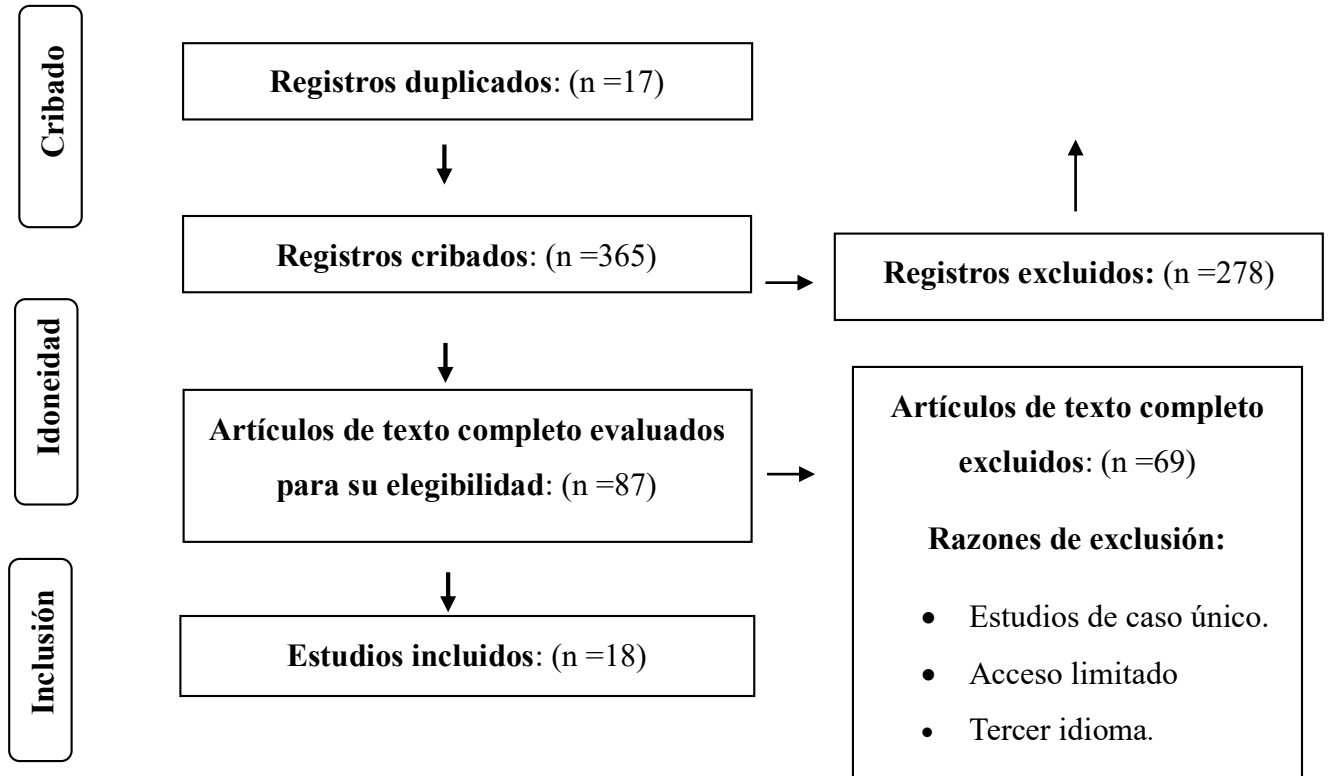 Cribado
Registros duplicados: (n =17)
Registros cribados: (n =365)
Registros excluidos: (n =278)
Idoneidad
Artículos de texto completo evaluados
para su elegibilidad: (n =87)
Artículos de texto completo
excluidos: (n =69)
Razones de exclusión:
• Estudios de caso único.
• Acceso limitado
• Tercer idioma.
Inclusión
Estudios incluidos: (n =18)